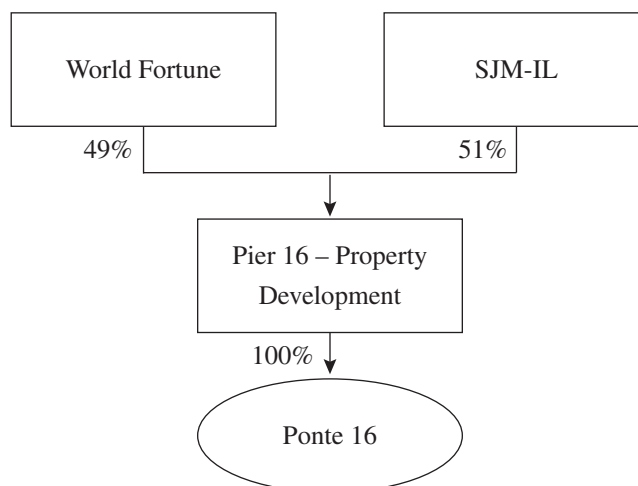 World Fortune
SJM-IL
49%
51%
Pier 16 – Property
Development
100%
Ponte 16